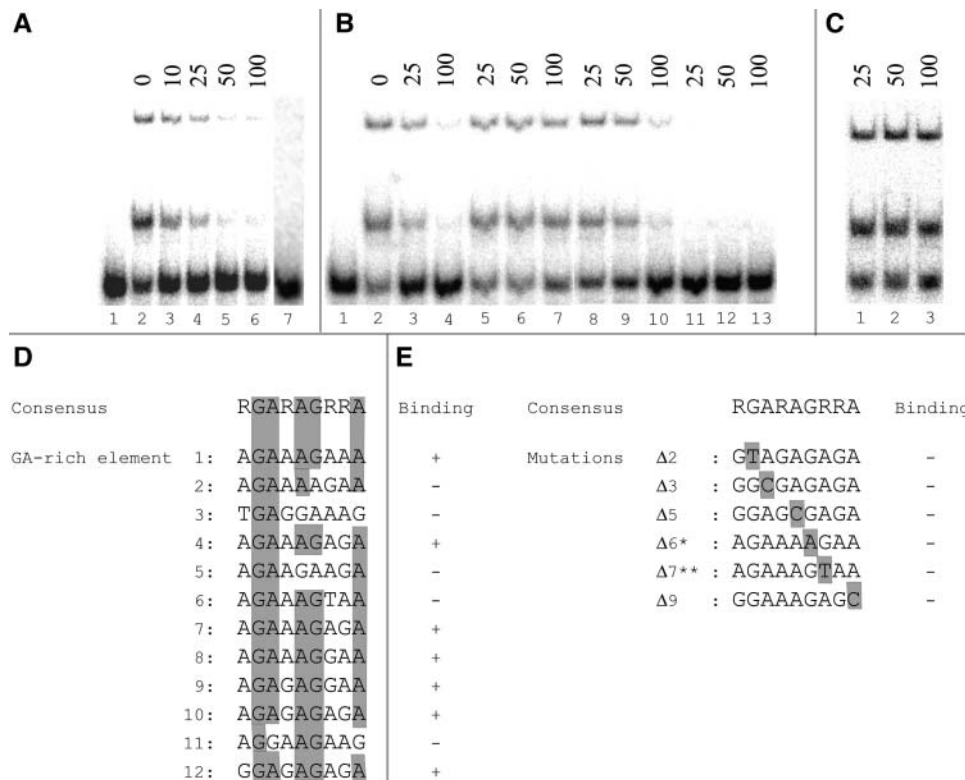 A
B
C
0 10 25 50 100
0 25 100 25 50 100 25 50 100 11 12 13
25 50 100
1 2 3 4 5 6 7
1 2 3 4 5 6 7 8 9 10 11 12 13
1 2 3
D
Consensus RGARAGRRA Binding
GA-rich element 1: AGAAAGAAA +
2: AGAAAAGAA -
3: TGAGGAAAG -
4: AGAAAGAGA +
5: AGAAGAAGA -
6: AGAAAGTAA -
7: AGAAAGAGA +
8: AGAAAGGAA +
9: AGAGAGGAA +
10: AGAGAGAGA +
11: AGGAAGAAG -
12: GGAGAGAGA +
E
Consensus RGARAGRRA Binding
Mutations Δ2 : GTAGAGAGA -
Δ3 : GGCGAGAGA -
Δ5 : GGAGCGAGA -
Δ6* : AGAAAAGAA -
Δ7** : AGAAAGTAA -
Δ9 : GGAAAGAGC -